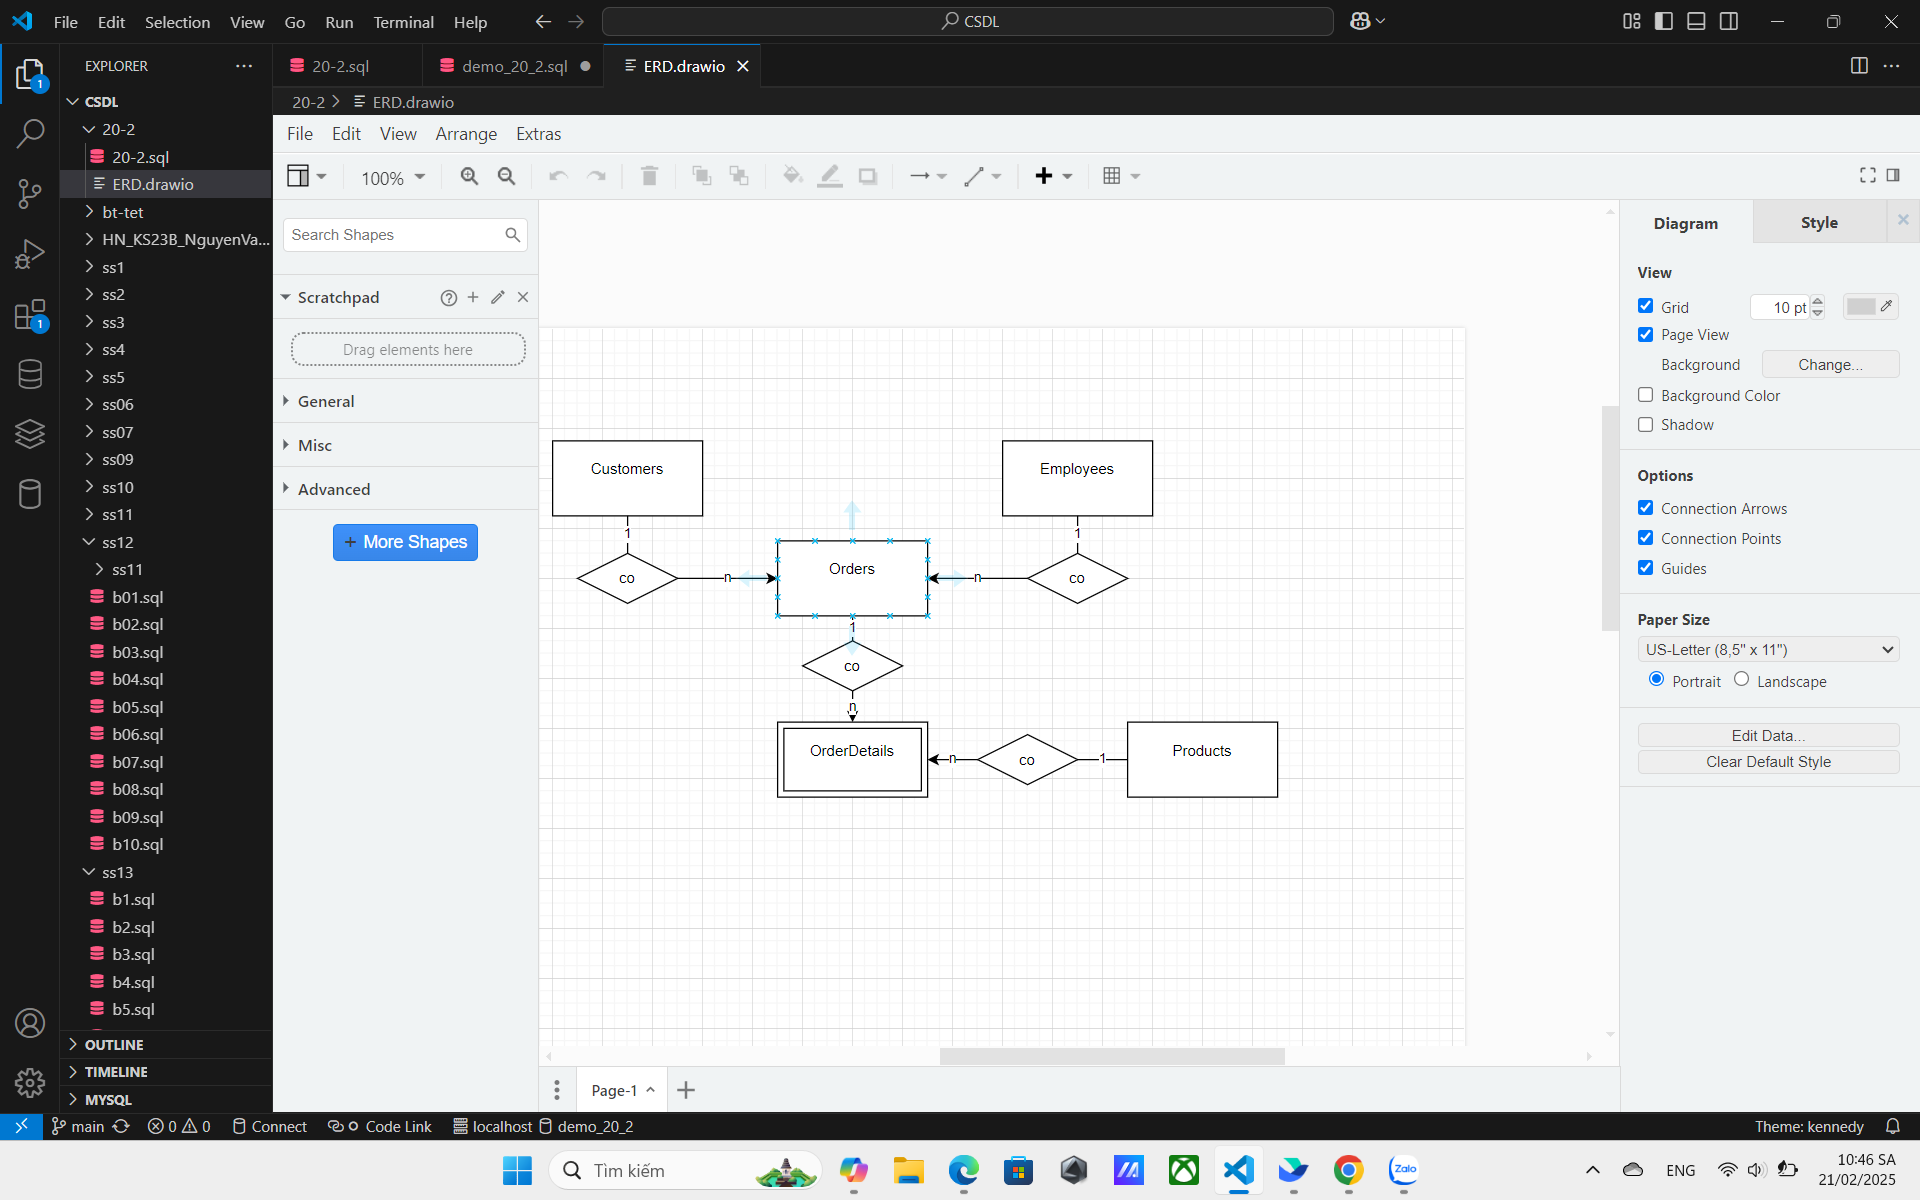 File Edit Selection View Go Run Terminal Help
CSDL
EXPLORER
20-2.sql
demo_20_2.sql
ERD.drawio
20-2 > ERD.drawio
CSDL
20-2
20-2.sql
ERD.drawio
bt-tet
HN_KS23B_NguyenVa...
ss1
ss2
ss3
ss4
ss5
ss06
ss07
ss09
ss10
ss11
ss12
ss11
b01.sql
b02.sql
b03.sql
b04.sql
b05.sql
b06.sql
b07.sql
b08.sql
b09.sql
b10.sql
ss13
b1.sql
b2.sql
b3.sql
b4.sql
b5.sql
OUTLINE
TIMELINE
MYSQL
1
1
File Edit View Arrange Extras
100%
Search Shapes
Scratchpad
Drag elements here
General
Misc
Advanced
+ More Shapes
Customers
Employees
1
1
Orders
co
n
n
co
1
co
n
OrderDetails
n
co
1
Products
Page-1
Diagram
Style
View
Grid
10 pt
Page View
Background
Change...
Background Color
Shadow
Options
Connection Arrows
Connection Points
Guides
Paper Size
US-Letter (8,5" x 11")
Portrait
Landscape
Edit Data...
Clear Default Style
main
0
0
Connect
Code Link
localhost
demo_20_2
Theme: kennedy
Tìm kiếm
Zalo
ENG
10:46 SA
21/02/2025